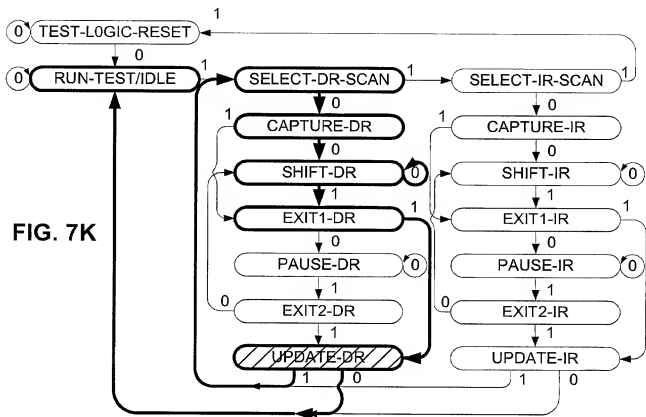 1
0 TEST-L0GIC-RESET
0
0 RUN-TEST/IDLE 1 SELECT-DR-SCAN 1 SELECT-IR-SCAN 1
0 0
1 CAPTURE-DR 1 CAPTURE-IR
0 0
SHIFT-DR 0 SHIFT-IR 0
1 1
EXIT1-DR 1 EXIT1-IR 1
FIG. 7K
0 0
PAUSE-DR 0 PAUSE-IR 0
1 1
0 EXIT2-DR 0 EXIT2-IR
1 1
UPDATE-DR UPDATE-IR
1 0 1 0